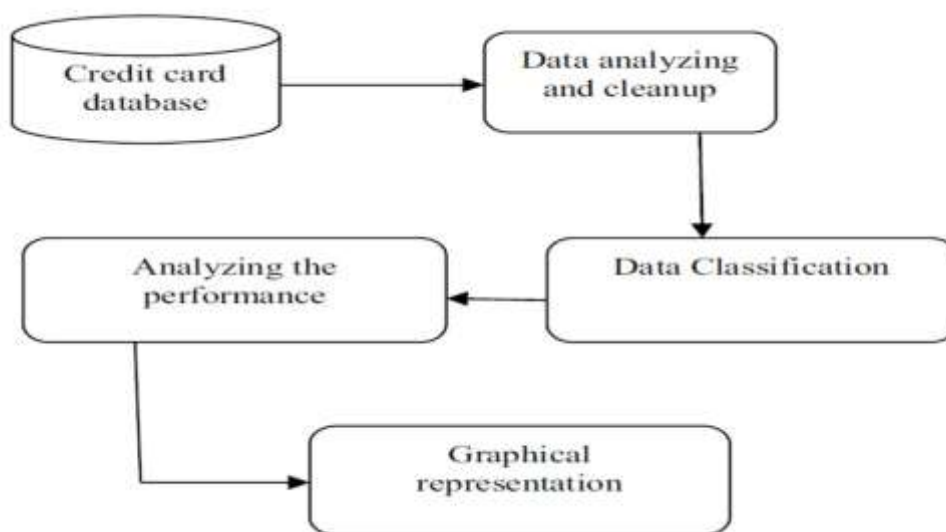 Credit card
database
Data analyzing
and cleanup
Data Classification
Analyzing the
performance
Graphical
representation